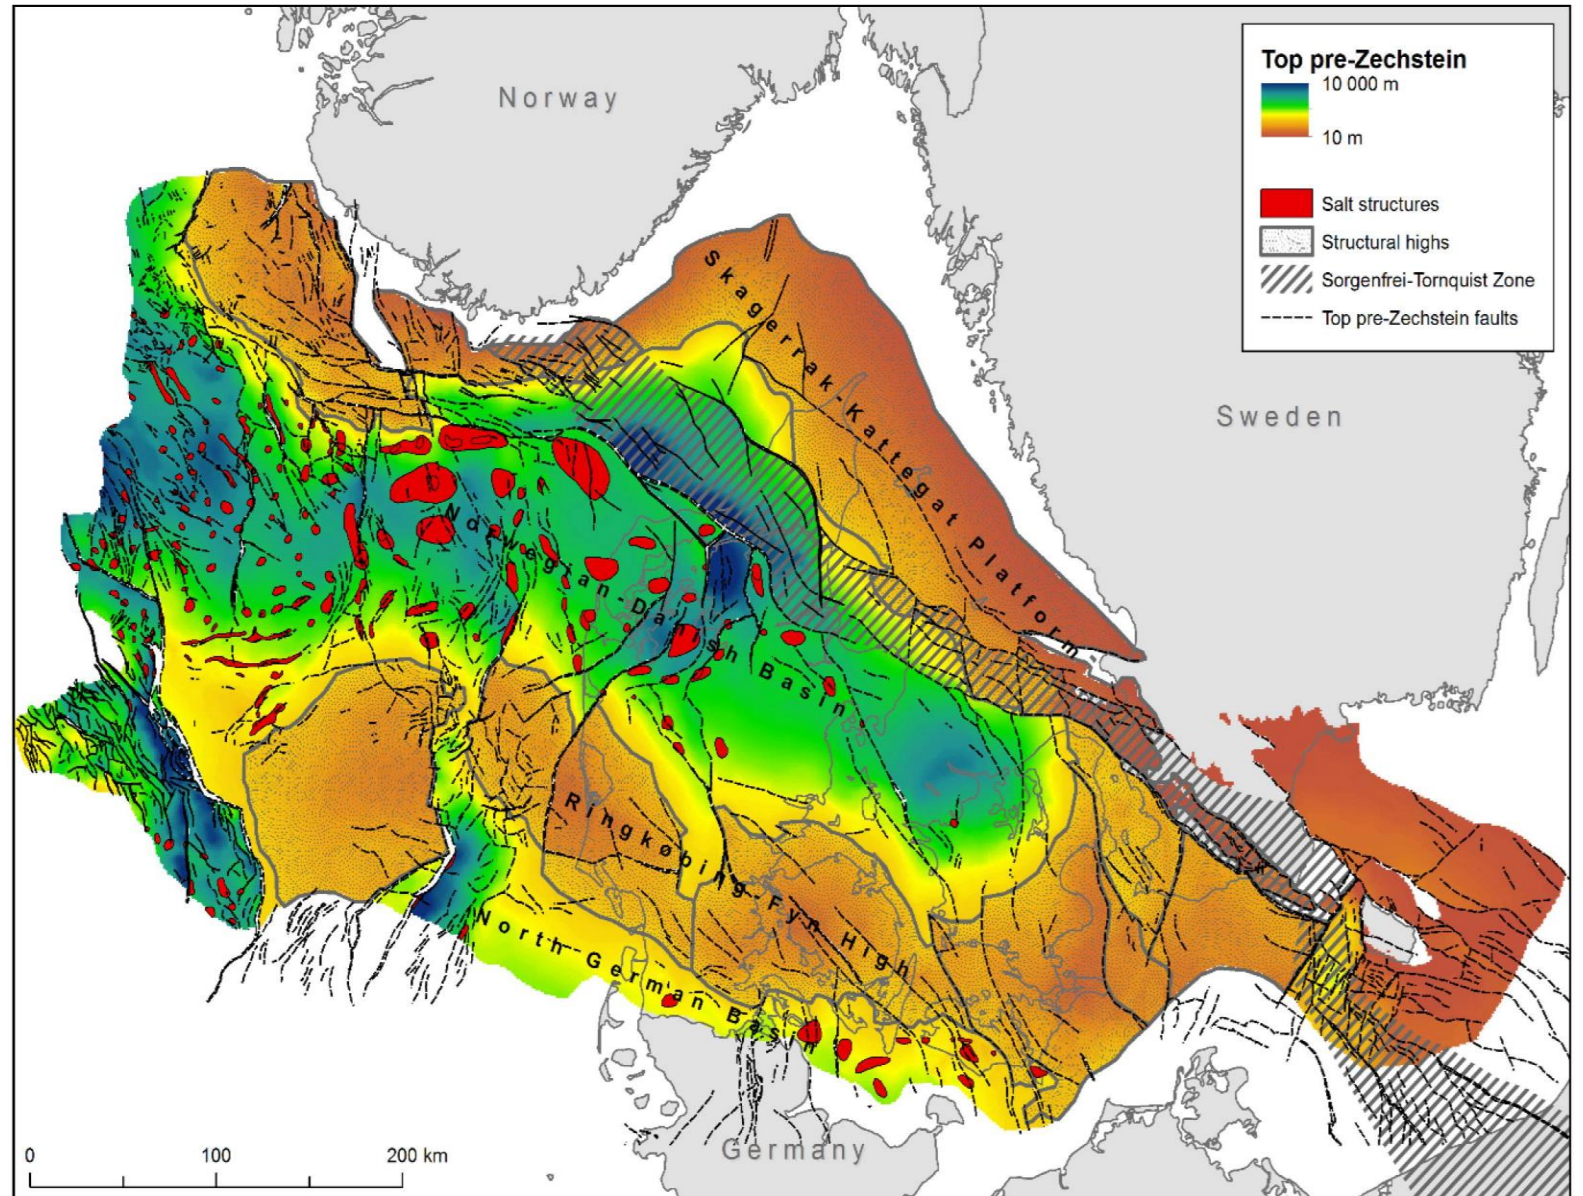 Norway
Sweden
Germany
Top pre-Zechstein
10 000 m
10 m
Salt structures
Structural highs
Sorgenfrei-Tornquist Zone
Top pre-Zechstein faults
Skagerrak-Kattegat Platform
Norwegian-Danish Basin
Ringkøbing-Fyn High
North German Basin
0 100 200 km